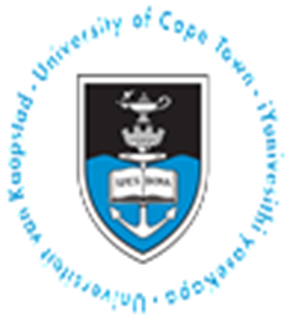 University of Cape Town · iYunivesithi yaseKapa · Universiteit van Kaapstad ·
SPES BONA